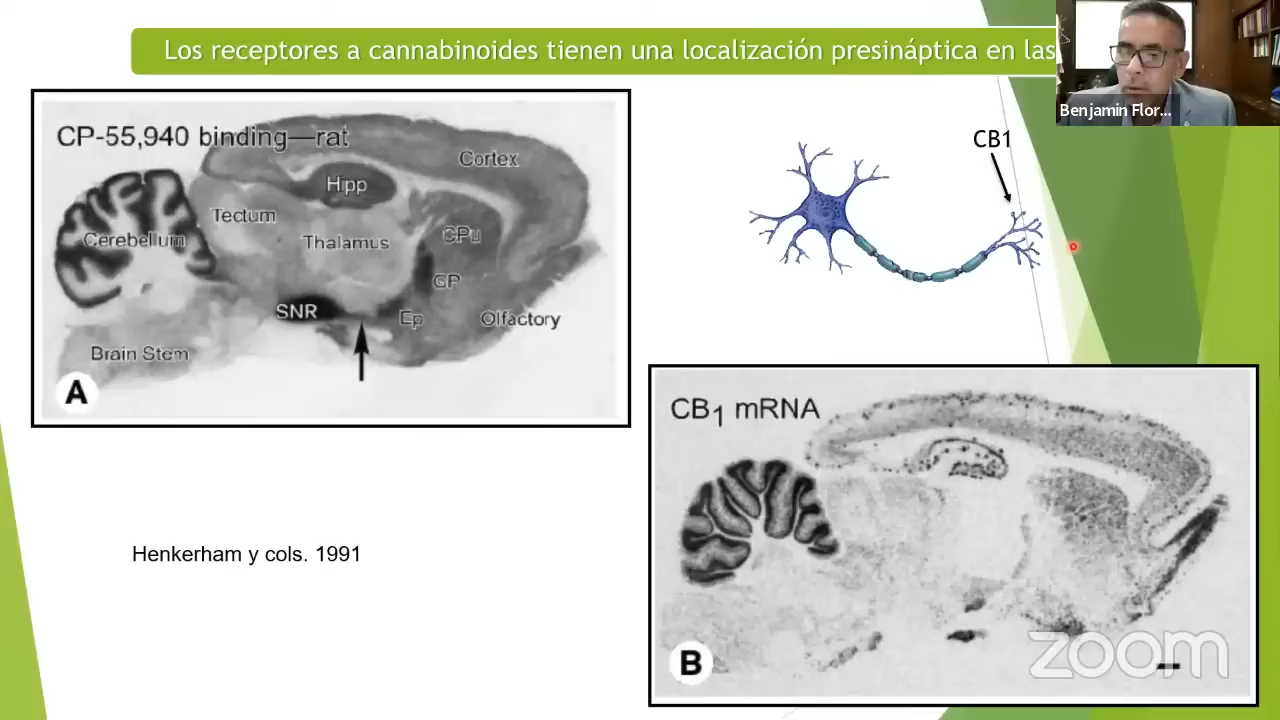 Los receptores a cannabinoides tienen una localización presináptica en las
Benjamín Flor...
CP-55,940 binding—rat
Cortex
Hipp
Tectum
Cerebellum
Thalamus
CPu
GP
SNR
Ep
Olfactory
Brain Stem
A
CB1
CB1 mRNA
B
Henkerham y cols. 1991
zoom